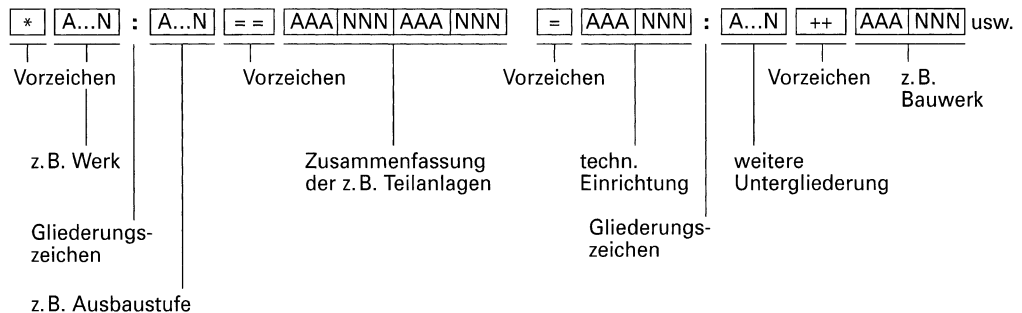 * A...N : A...N == AAA NNN AAA NNN = AAA NNN : A...N ++ AAA NNN usw.
Vorzeichen Vorzeichen Vorzeichen Vorzeichen z. B.
Bauwerk
z. B. Werk Zusammenfassung techn. weitere
der z. B. Teilanlagen Einrichtung Untergliederung
Gliederungs- Gliederungs-
zeichen zeichen
z. B. Ausbaustufe